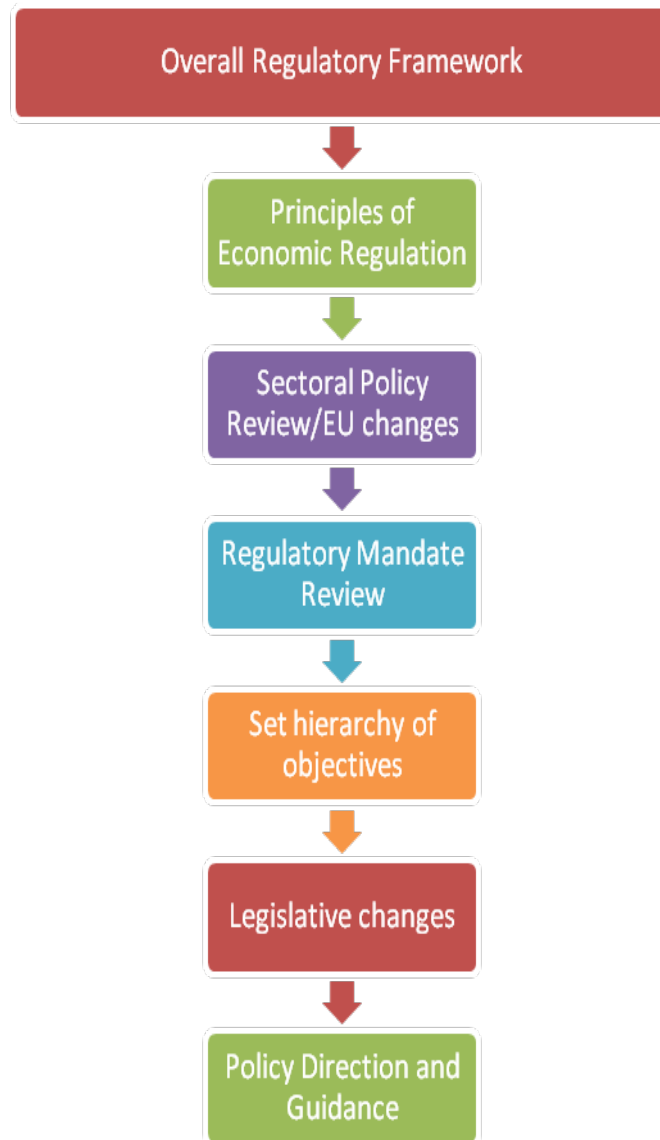 Overall Regulatory Framework
Principles of
Economic Regulation
Sectoral Policy
Review/EU changes
Regulatory Mandate
Review
Set hierarchy of
objectives
Legislative changes
Policy Direction and
Guidance